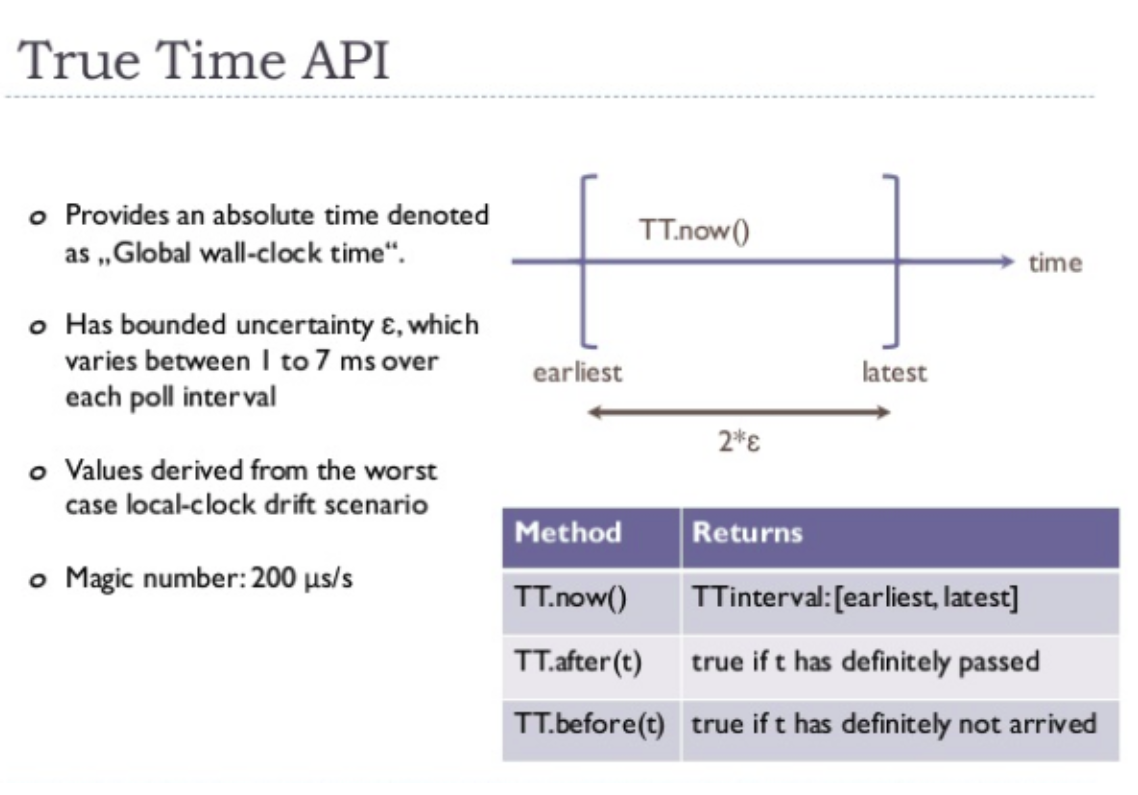 True Time API
o Provides an absolute time denoted
as „Global wall-clock time“.
o Has bounded uncertainty ε, which
varies between 1 to 7 ms over
each poll interval
o Values derived from the worst
case local-clock drift scenario
o Magic number: 200 µs/s
TT.now()
time
earliest
latest
2*ε
Method Returns
TT.now() TTinterval: [earliest, latest]
TT.after(t) true if t has definitely passed
TT.before(t) true if t has definitely not arrived